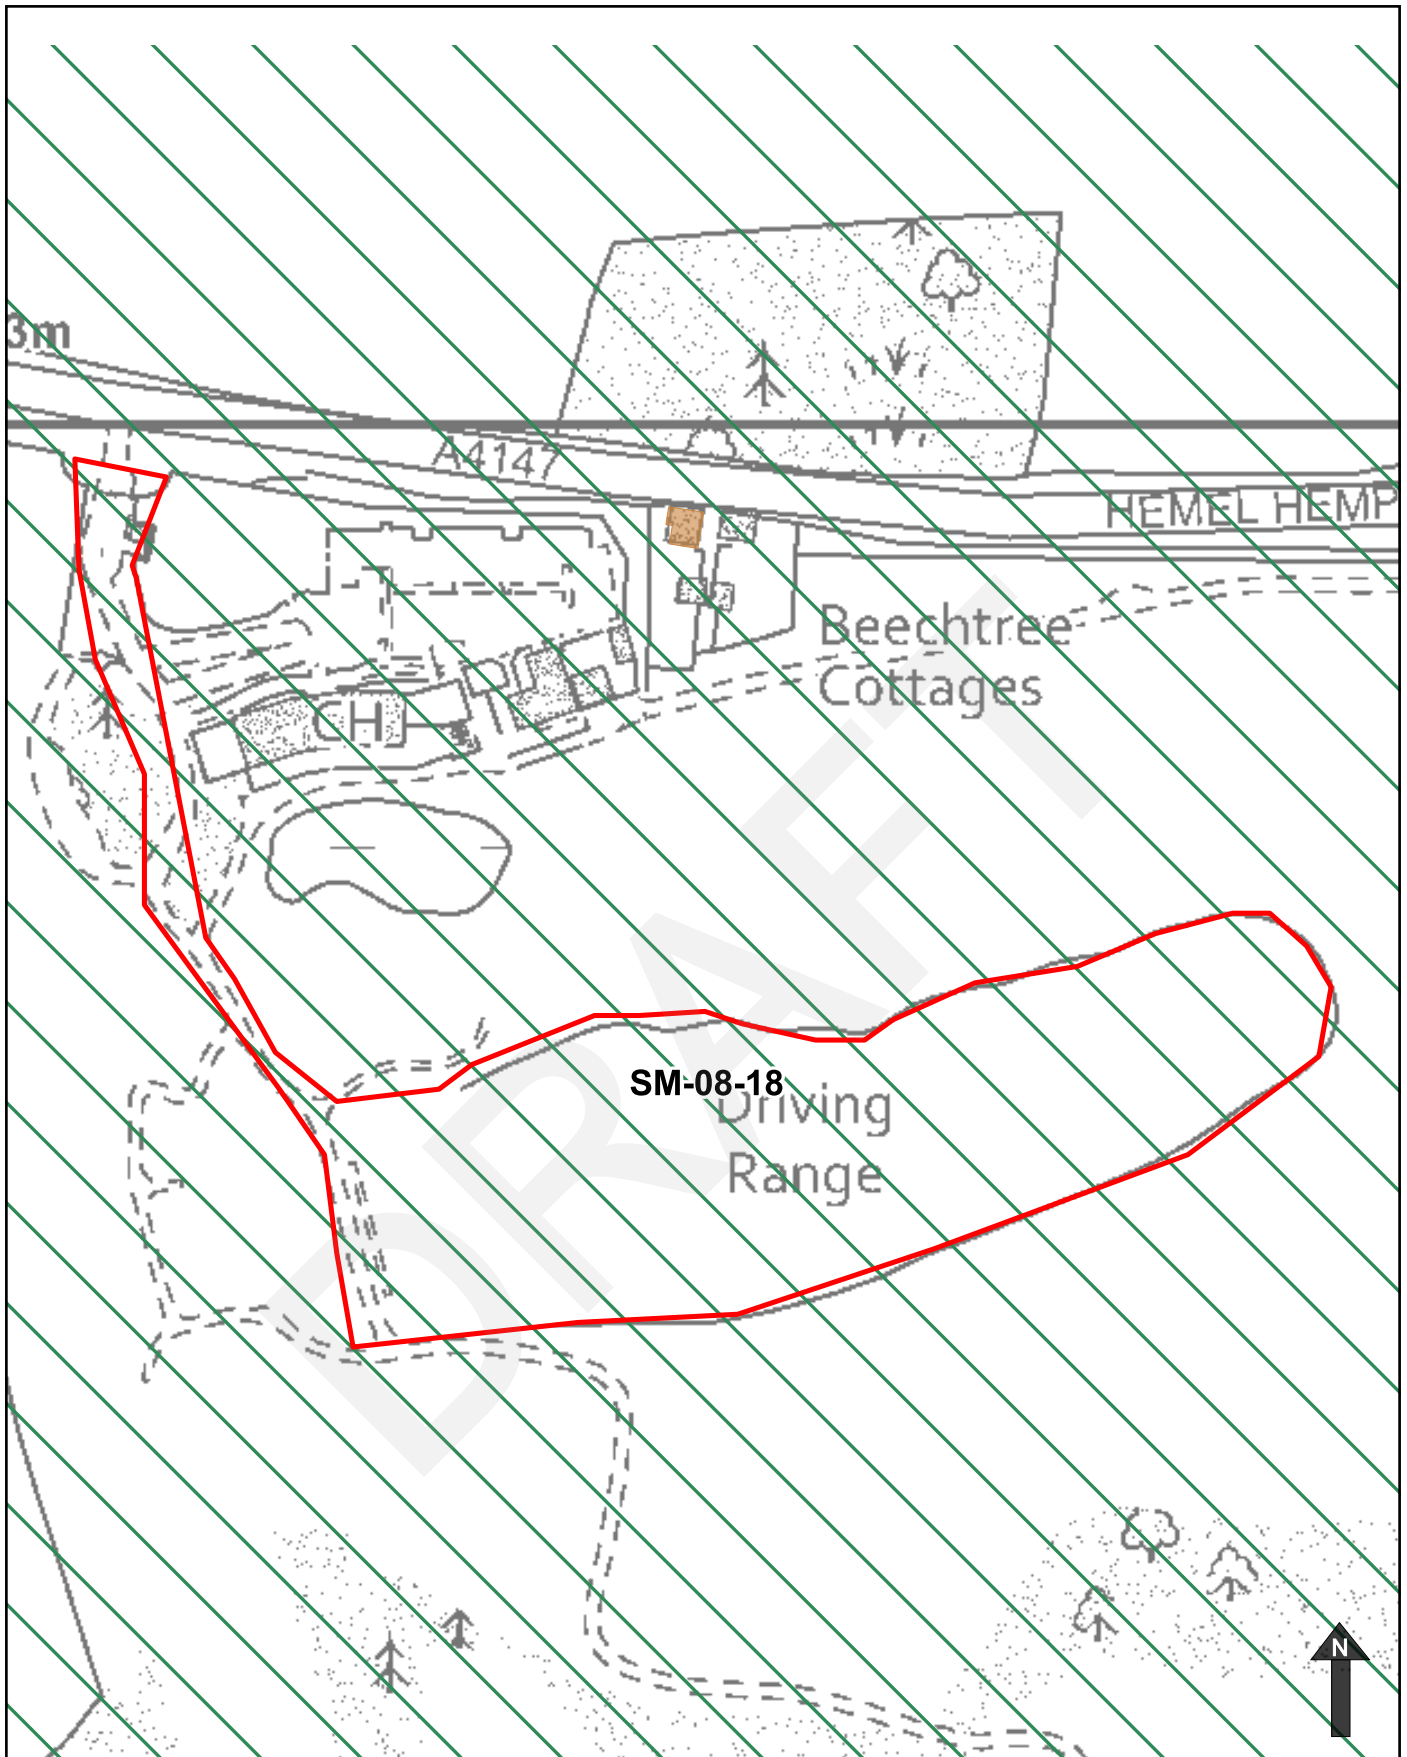 3m
A4147
HEMEL HEMP
Beechtree
Cottages
CH
SM-08-18
Driving
Range
DRAFT
N